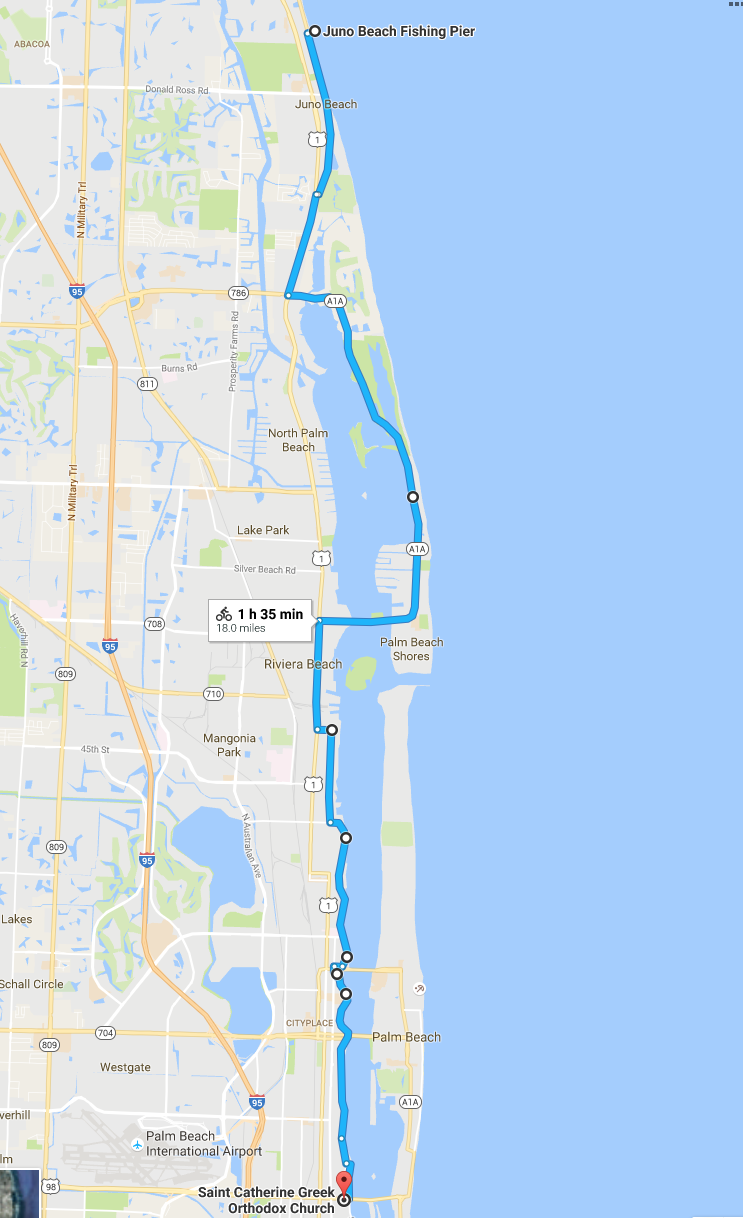 Juno Beach Fishing Pier
ABACOA
Donald Ross Rd
Juno Beach
1
N Military Trl
95
786
A1A
Prosperity Farms Rd
Burns Rd
811
North Palm
Beach
N Military Trl
Lake Park
A1A
1
Silver Beach Rd
1 h 35 min
18.0 miles
708
Haverhill Rd N
95
Palm Beach
Shores
Riviera Beach
809
710
Mangonia
Park
45th St
1
N Australian Ave
809
95
1
Lakes
Schall Circle
CITYPLACE
704
Palm Beach
809
Westgate
95
A1A
verhill
Palm Beach
International Airport
lm
98
Saint Catherine Greek
Orthodox Church